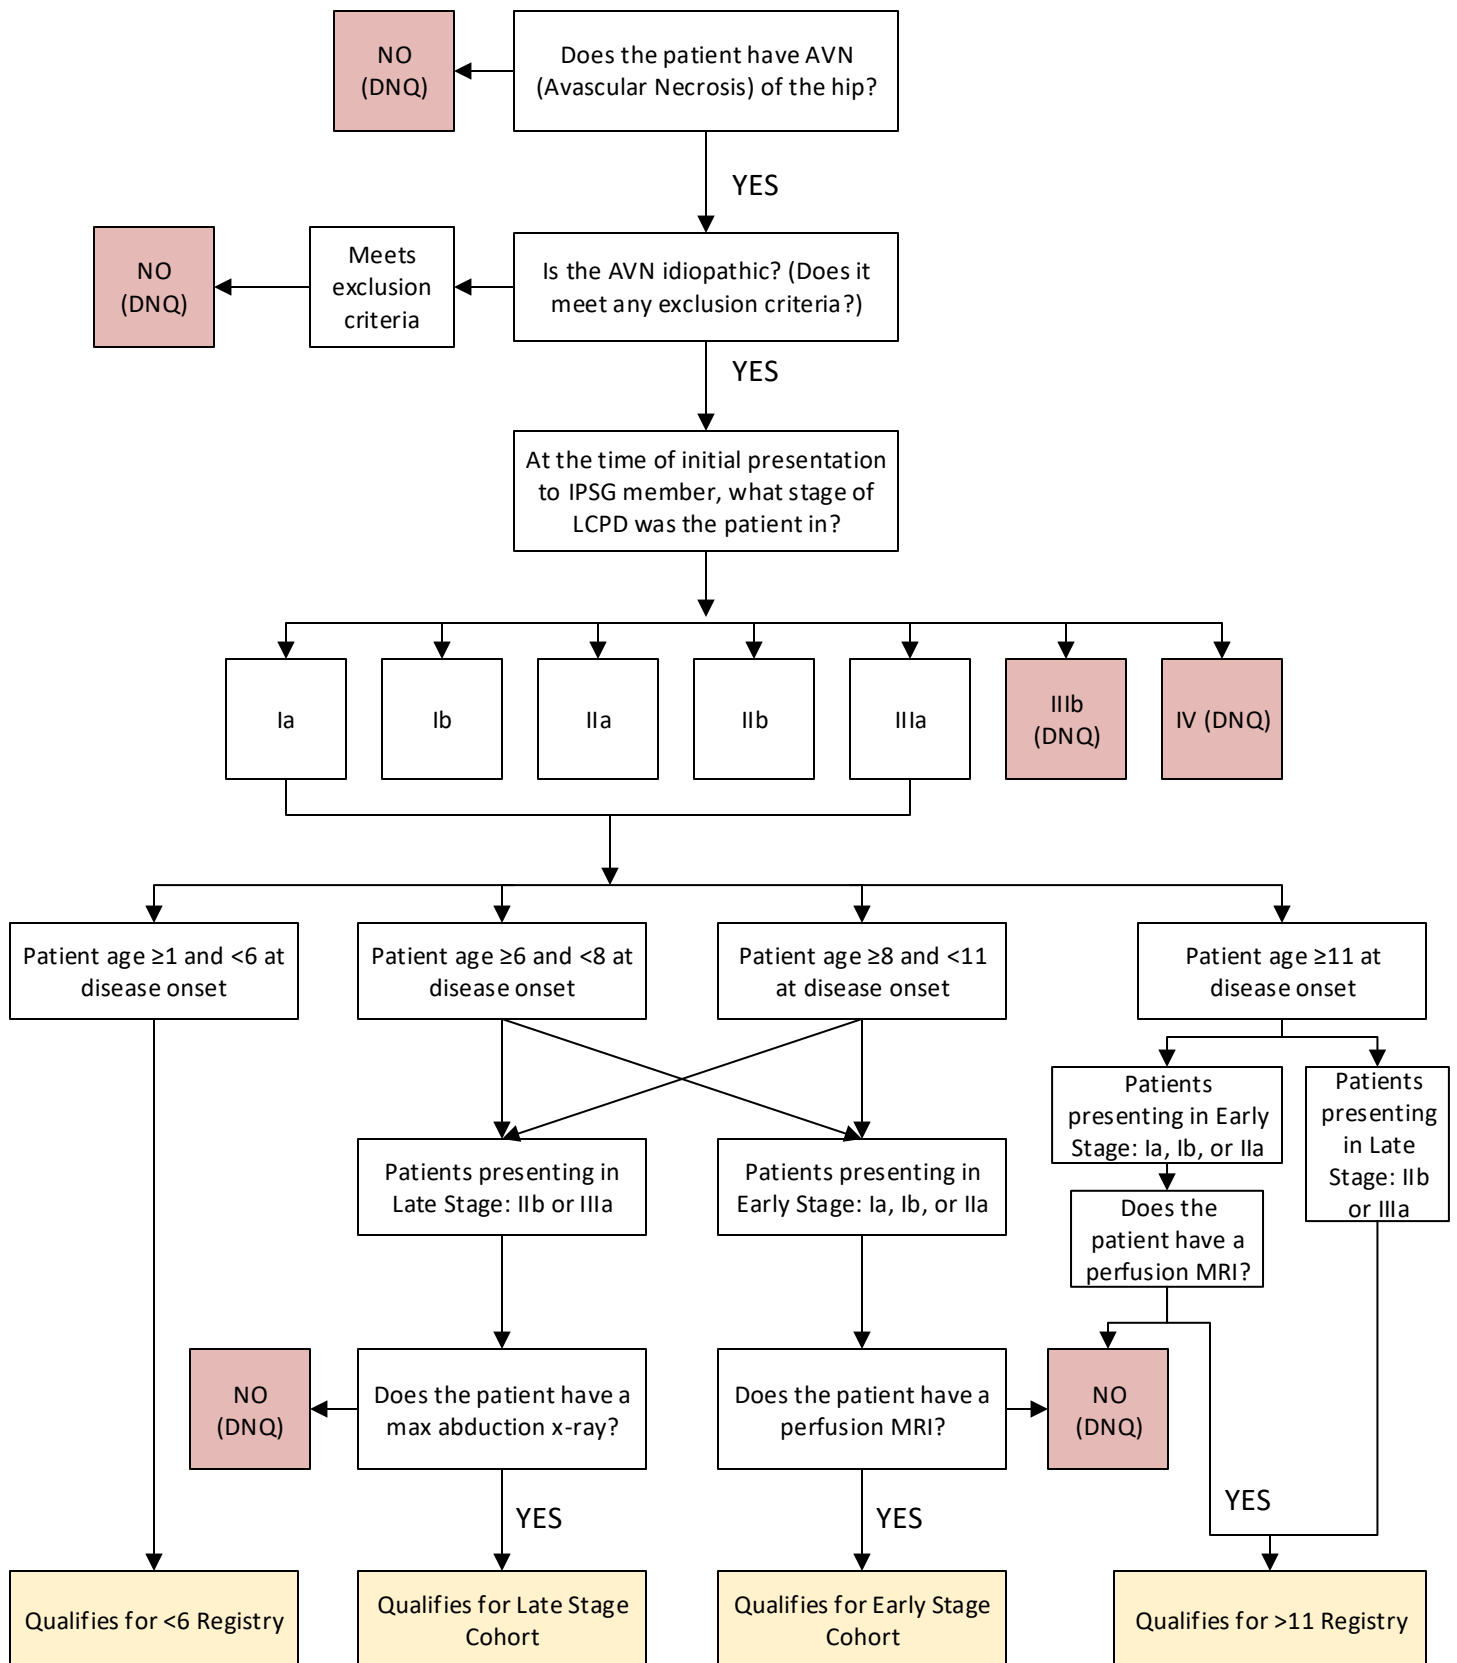 NO
(DNQ)
Does the patient have AVN
(Avascular Necrosis) of the hip?
YES
NO
(DNQ)
Meets
exclusion
criteria
Is the AVN idiopathic? (Does it
meet any exclusion criteria?)
YES
At the time of initial presentation
to IPSG member, what stage of
LCPD was the patient in?
Ia
Ib
IIa
IIb
IIIa
IIIb
(DNQ)
IV (DNQ)
Patient age ≥1 and <6 at
disease onset
Patient age ≥6 and <8 at
disease onset
Patient age ≥8 and <11
at disease onset
Patient age ≥11 at
disease onset
Patients presenting in
Late Stage: IIb or IIIa
Patients presenting in
Early Stage: Ia, Ib, or IIa
Patients
presenting in Early
Stage: Ia, Ib, or IIa
Patients
presenting
in Late
Stage: IIb
or IIIa
Does the
patient have a
perfusion MRI?
NO
(DNQ)
Does the patient have a
max abduction x-ray?
Does the patient have a
perfusion MRI?
NO
(DNQ)
YES
YES
YES
Qualifies for <6 Registry
Qualifies for Late Stage
Cohort
Qualifies for Early Stage
Cohort
Qualifies for >11 Registry